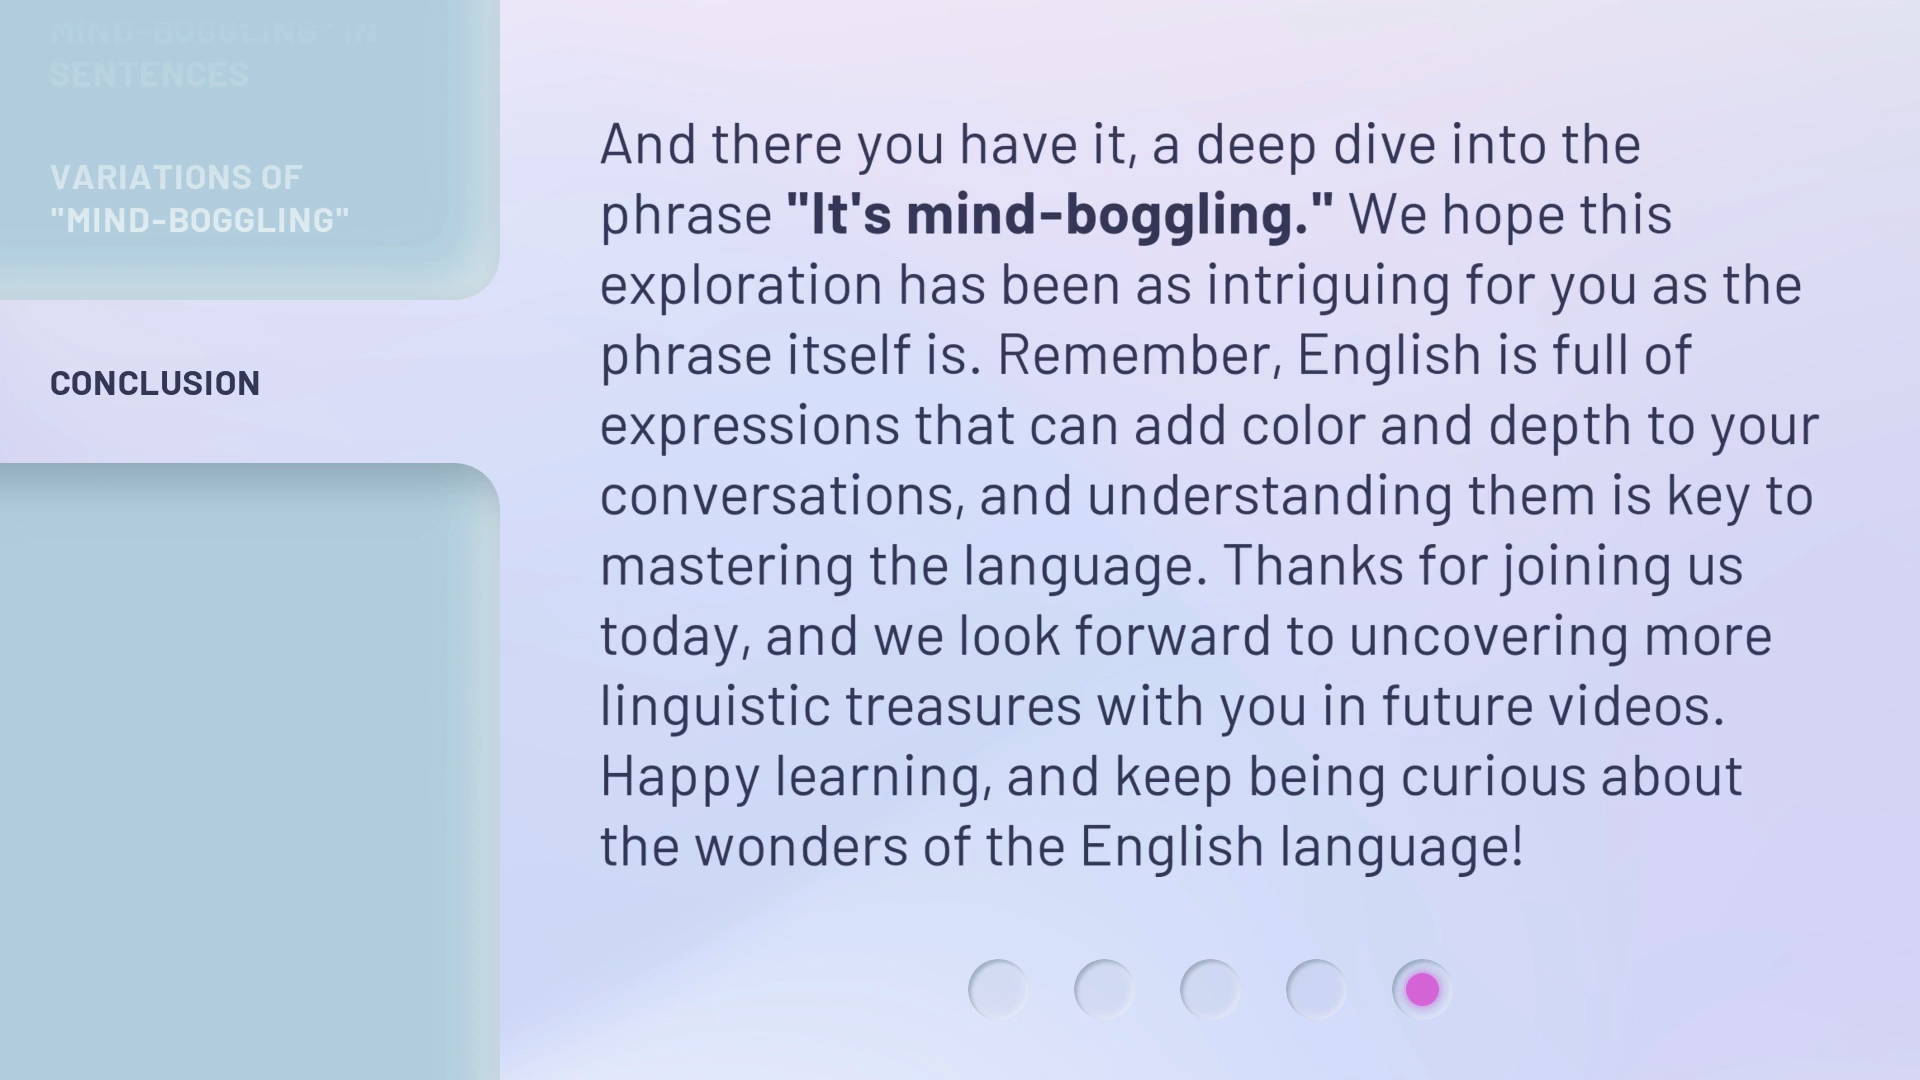 MIND-BOGGLING" IN
SENTENCES
VARIATIONS OF
"MIND-BOGGLING"
CONCLUSION
And there you have it, a deep dive into the
phrase "It's mind-boggling." We hope this
exploration has been as intriguing for you as the
phrase itself is. Remember, English is full of
expressions that can add color and depth to your
conversations, and understanding them is key to
mastering the language. Thanks for joining us
today, and we look forward to uncovering more
linguistic treasures with you in future videos.
Happy learning, and keep being curious about
the wonders of the English language!